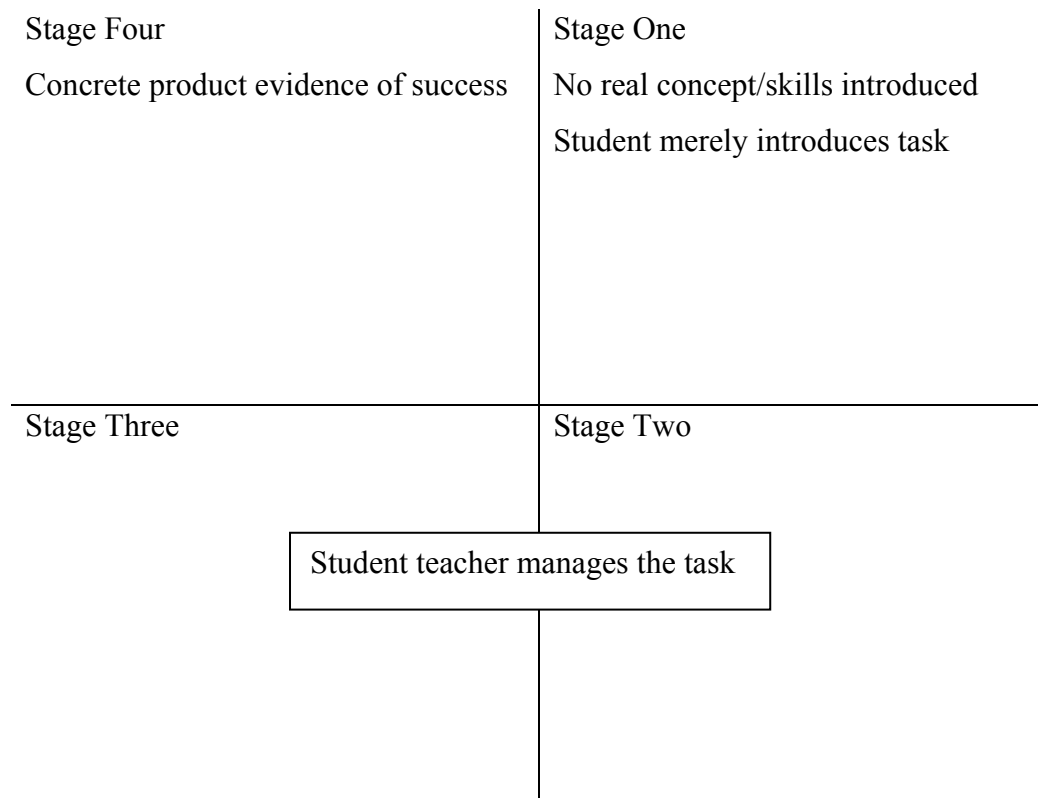 Stage Four
Concrete product evidence of success
Stage One
No real concept/skills introduced
Student merely introduces task
Stage Three
Stage Two
Student teacher manages the task